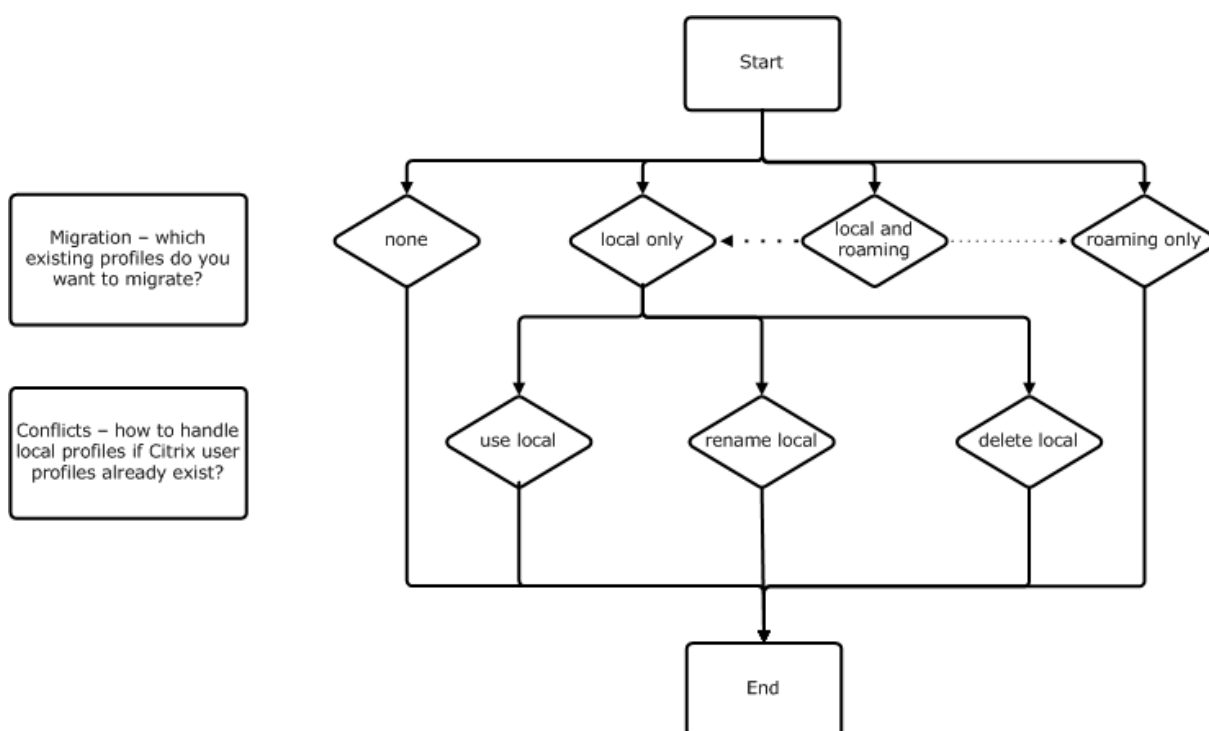 Start
Migration – which
existing profiles do you
want to migrate?
none
local only
local and
roaming
roaming only
Conflicts – how to handle
local profiles if Citrix user
profiles already exist?
use local
rename local
delete local
End